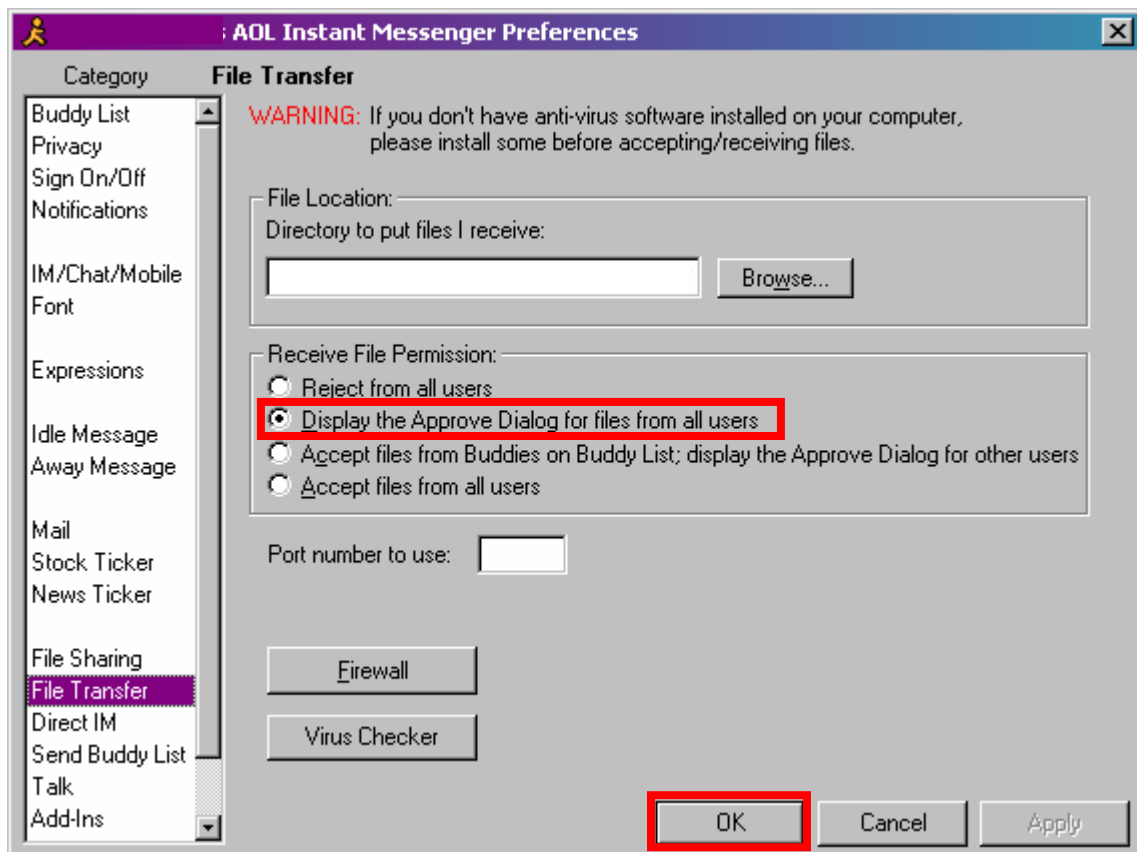 s AOL Instant Messenger Preferences
Category
File Transfer
Buddy List
Privacy
Sign On/Off
Notifications
IM/Chat/Mobile
Font
Expressions
Idle Message
Away Message
Mail
Stock Ticker
News Ticker
File Sharing
File Transfer
Direct IM
Send Buddy List
Talk
Add-Ins
WARNING: If you don't have anti-virus software installed on your computer,
please install some before accepting/receiving files.
File Location:
Directory to put files I receive:
Browse...
Receive File Permission:
Reject from all users
Display the Approve Dialog for files from all users
Accept files from Buddies on Buddy List; display the Approve Dialog for other users
Accept files from all users
Port number to use:
Firewall
Virus Checker
OK
Cancel
Apply